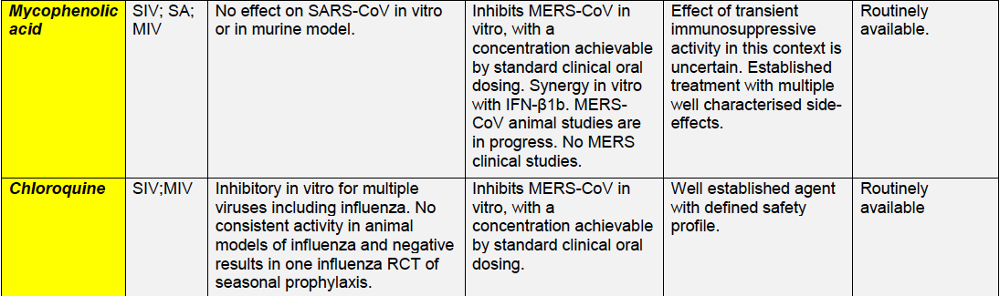 Mycophenolic
acid
SIV; SA;
MIV
No effect on SARS-CoV in vitro
or in murine model.
Inhibits MERS-CoV in
vitro, with a
concentration achievable
by standard clinical oral
dosing. Synergy in vitro
with IFN-β1b. MERS-
CoV animal studies are
in progress. No MERS
clinical studies.
Effect of transient
immunosuppressive
activity in this context is
uncertain. Established
treatment with multiple
well characterised side-
effects.
Routinely
available.
Chloroquine
SIV;MIV
Inhibitory in vitro for multiple
viruses including influenza. No
consistent activity in animal
models of influenza and negative
results in one influenza RCT of
seasonal prophylaxis.
Inhibits MERS-CoV in
vitro, with a
concentration achievable
by standard clinical oral
dosing.
Well established agent
with defined safety
profile.
Routinely
available